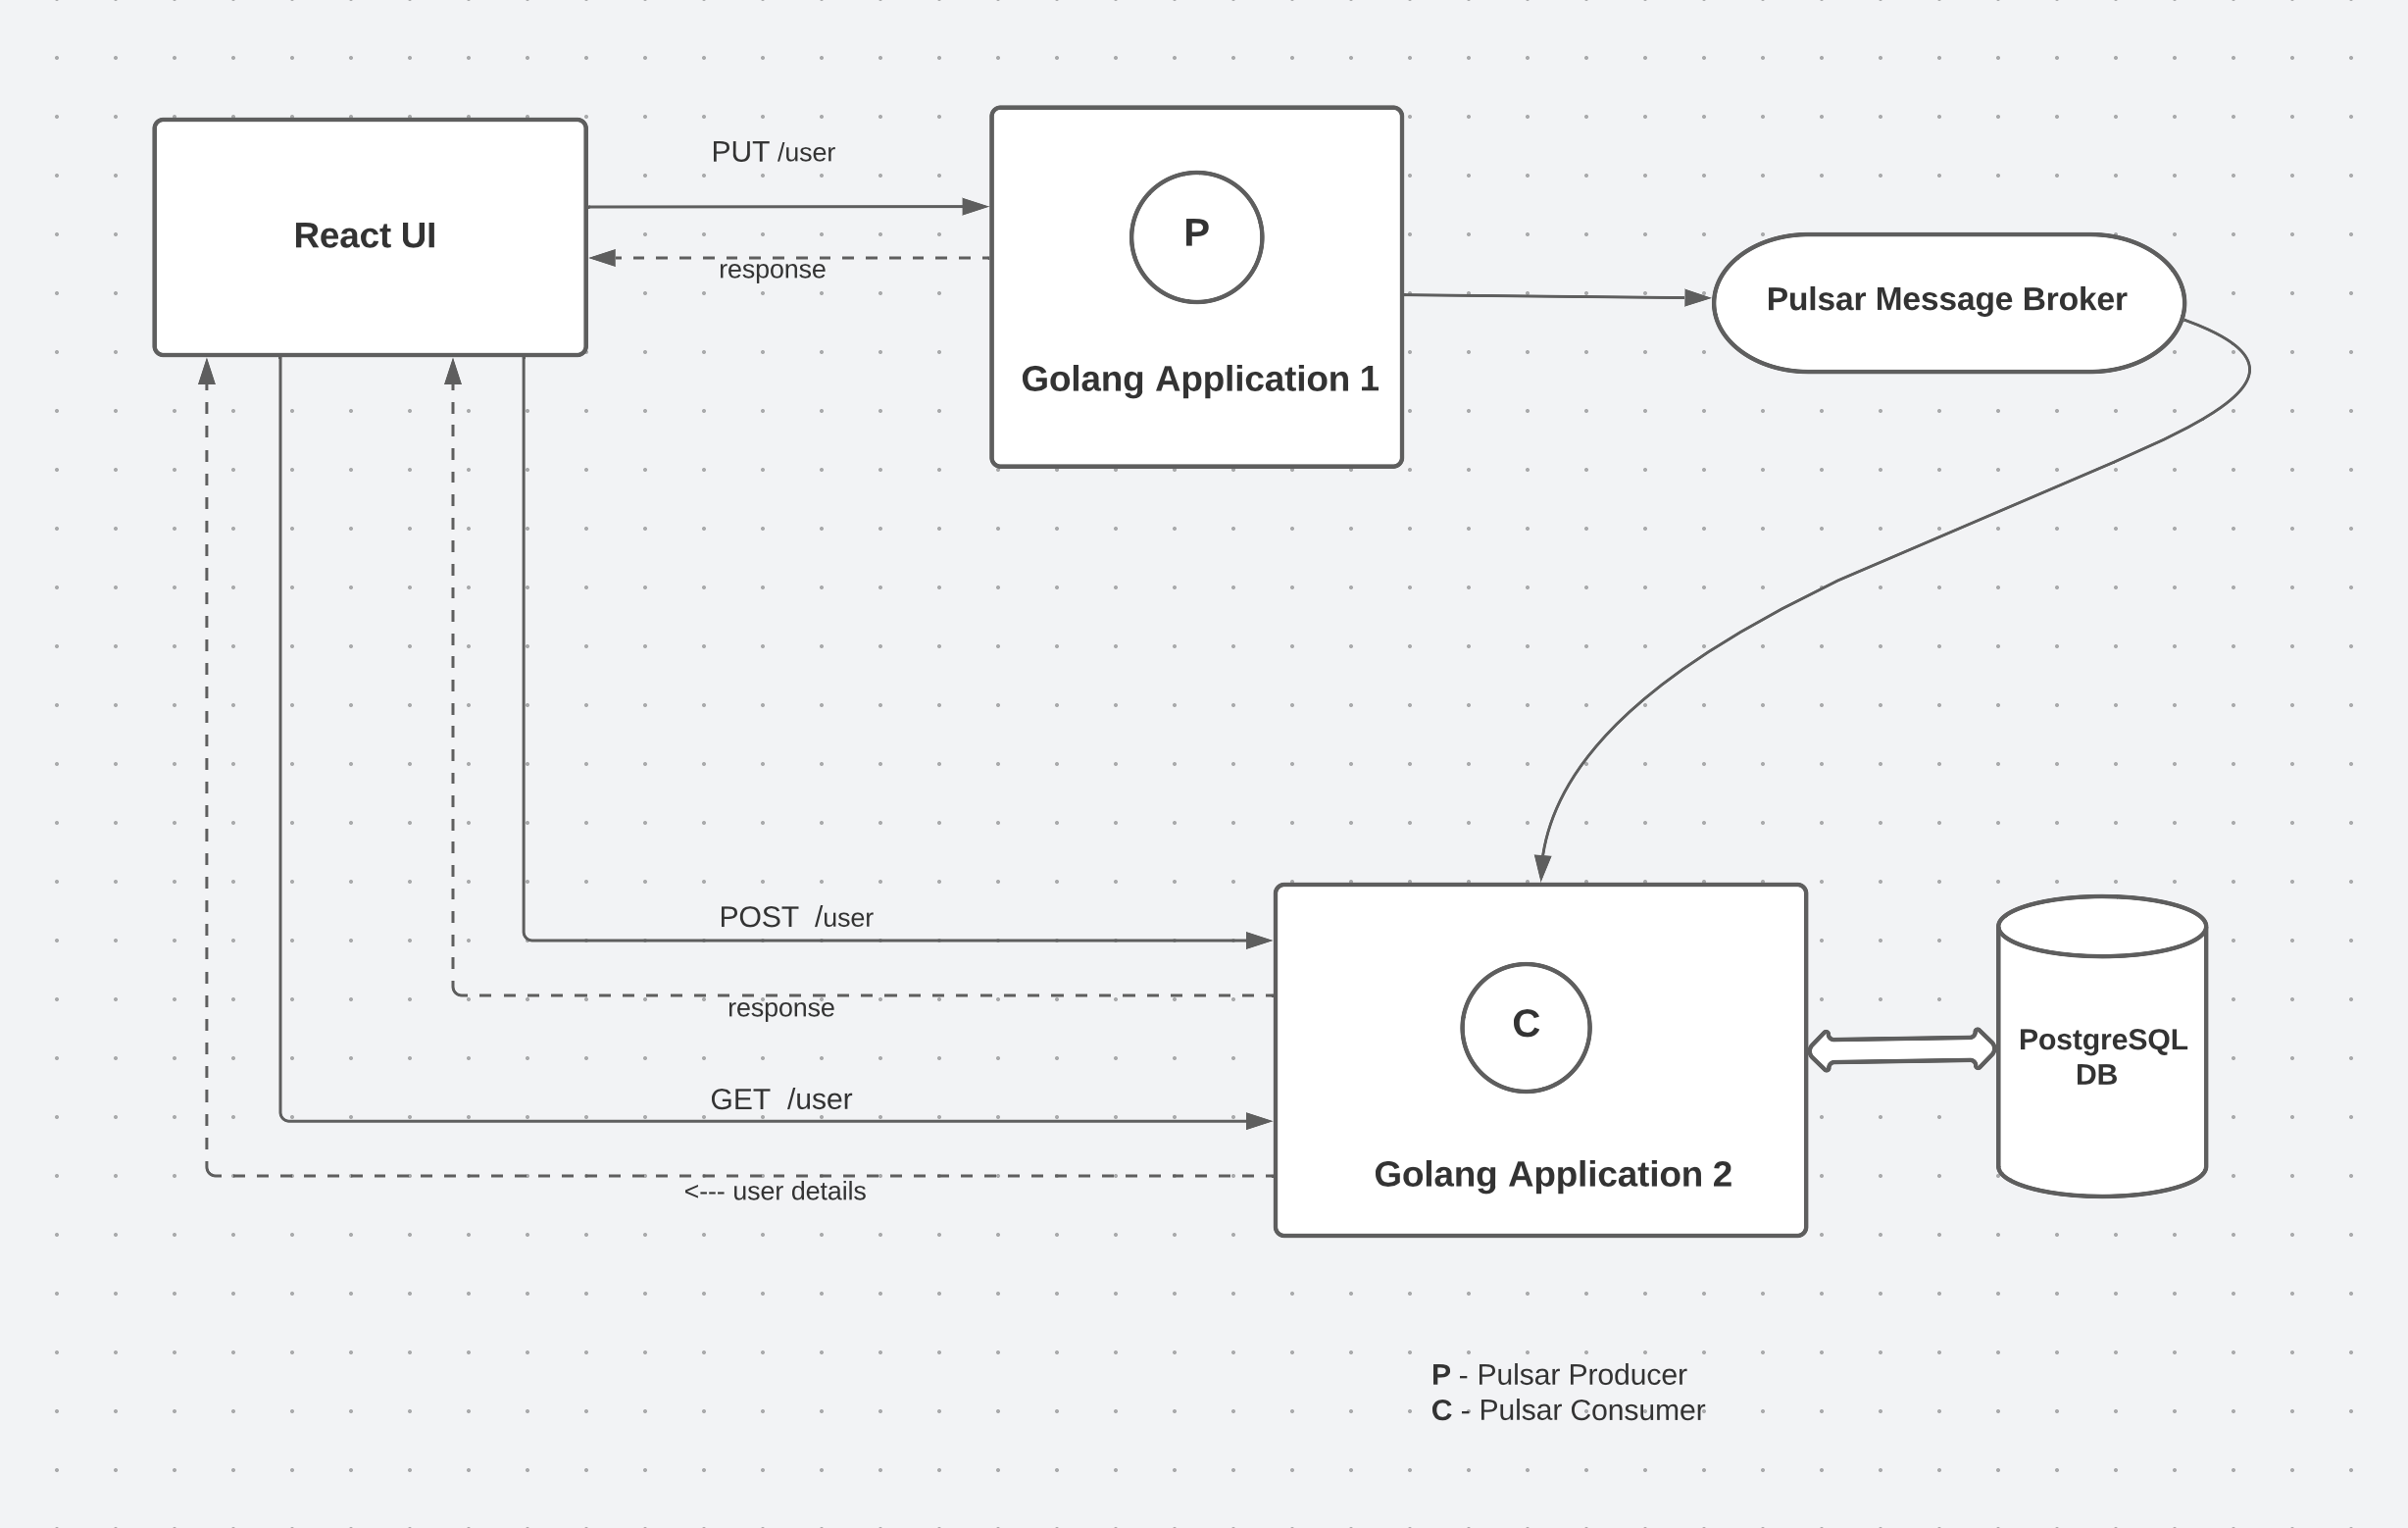 PUT /user
React UI
response
P
Golang Application 1
Pulsar Message Broker
POST  /user
response
GET  /user
<--- user details
C
Golang Application 2
PostgreSQL
DB
P - Pulsar Producer
C - Pulsar Consumer